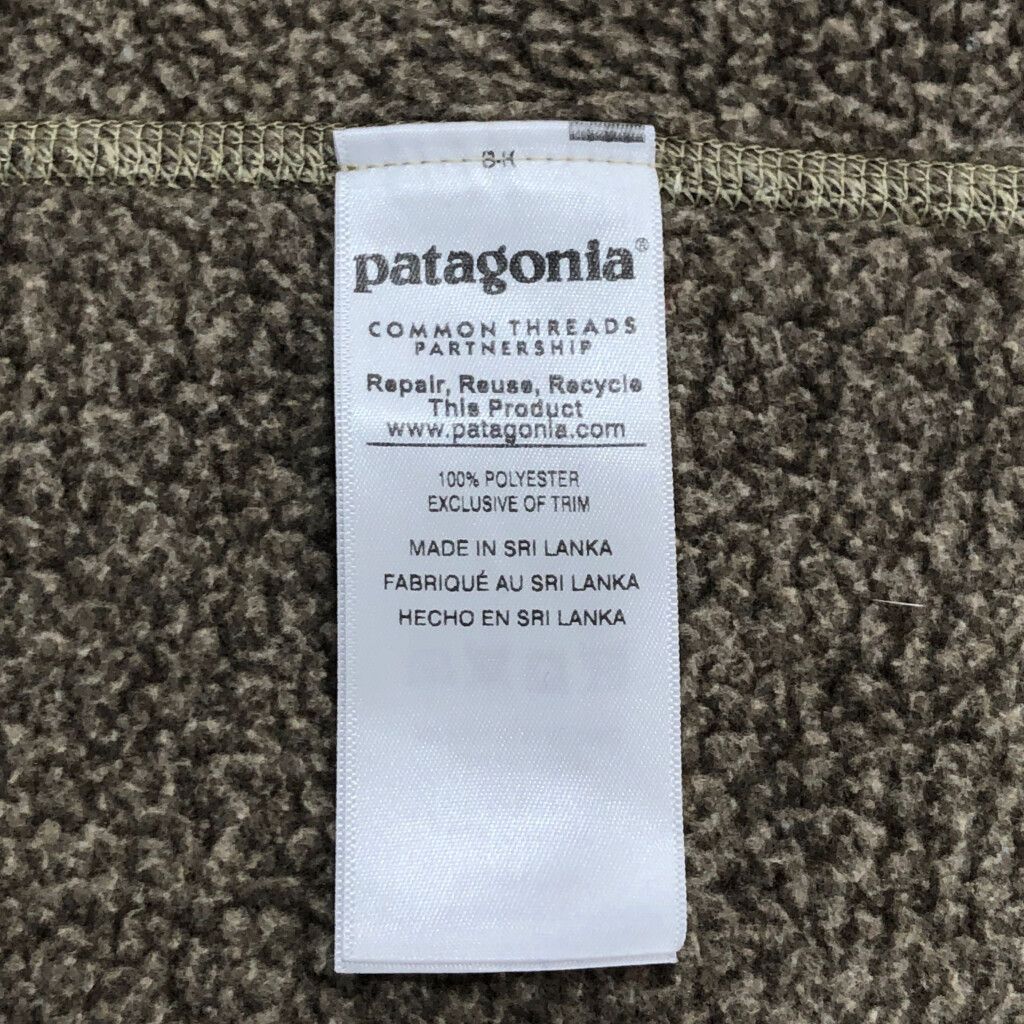 patagonia®
COMMON THREADS
PARTNERSHIP
Repair, Reuse, Recycle
This Product
www.patagonia.com
100% POLYESTER
EXCLUSIVE OF TRIM
MADE IN SRI LANKA
FABRIQUÉ AU SRI LANKA
HECHO EN SRI LANKA